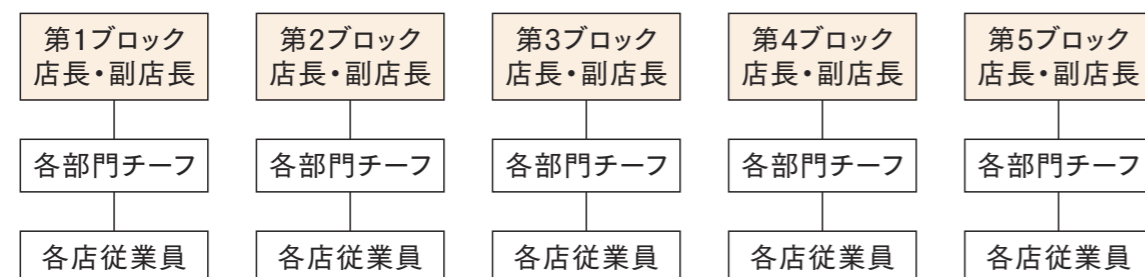 第1ブロック
店長・副店長
第2ブロック
店長・副店長
第3ブロック
店長・副店長
第4ブロック
店長・副店長
第5ブロック
店長・副店長
各部門チーフ
各部門チーフ
各部門チーフ
各部門チーフ
各部門チーフ
各店従業員
各店従業員
各店従業員
各店従業員
各店従業員